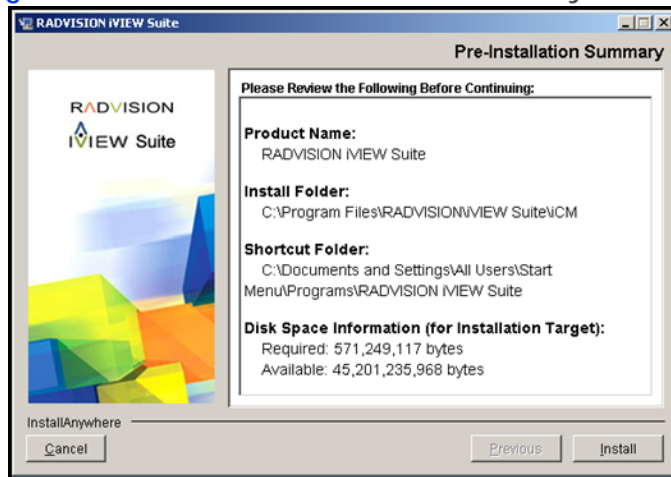 RADVISION iVIEW Suite
Pre-Installation Summary
RADVISION
iVIEW Suite
Please Review the Following Before Continuing:
Product Name:
RADVISION iVIEW Suite
Install Folder:
C:\Program Files\RADVISION\iVIEW Suite\iCM
Shortcut Folder:
C:\Documents and Settings\All Users\Start
Menu\Programs\RADVISION iVIEW Suite
Disk Space Information (for Installation Target):
Required: 571,249,117 bytes
Available: 45,201,235,968 bytes
InstallAnywhere
Cancel
Previous
Install